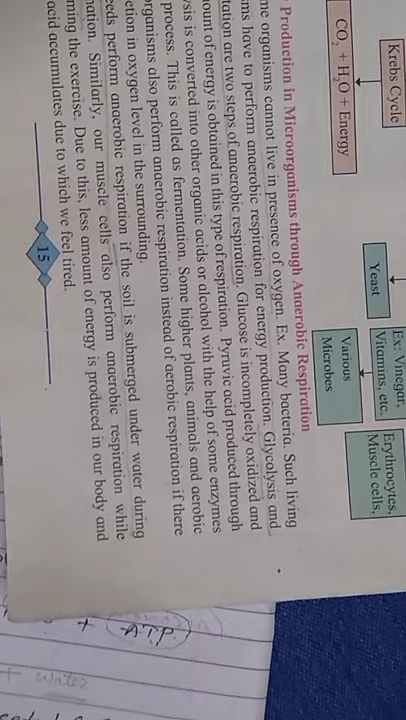 Krebs Cycle
CO2 + H2O + Energy
Yeast
Ex: Vinegar,
Vitamins, etc.
Various
Microbes
Erythrocytes,
Muscle cells,
Production in Microorganisms through Anaerobic Respiration
me organisms cannot live in presence of oxygen. Ex. Many bacteria. Such living
ms have to perform anaerobic respiration for energy production. Glycolysis and
tation are two steps of anaerobic respiration. Glucose is incompletely oxidized and
ount of energy is obtained in this type of respiration. Pyruvic acid produced through
ysis is converted into other organic acids or alcohol with the help of some enzymes
process. This is called as fermentation. Some higher plants, animals and aerobic
organisms also perform anaerobic respiration instead of aerobic respiration if there
etion in oxygen level in the surrounding.
eeds perform anaerobic respiration if the soil is submerged under water during
nation. Similarly, our muscle cells also perform anaerobic respiration while
ming the exercise. Due to this, less amount of energy is produced in our body and
acid accumulates due to which we feel tired.
15
+
+ water